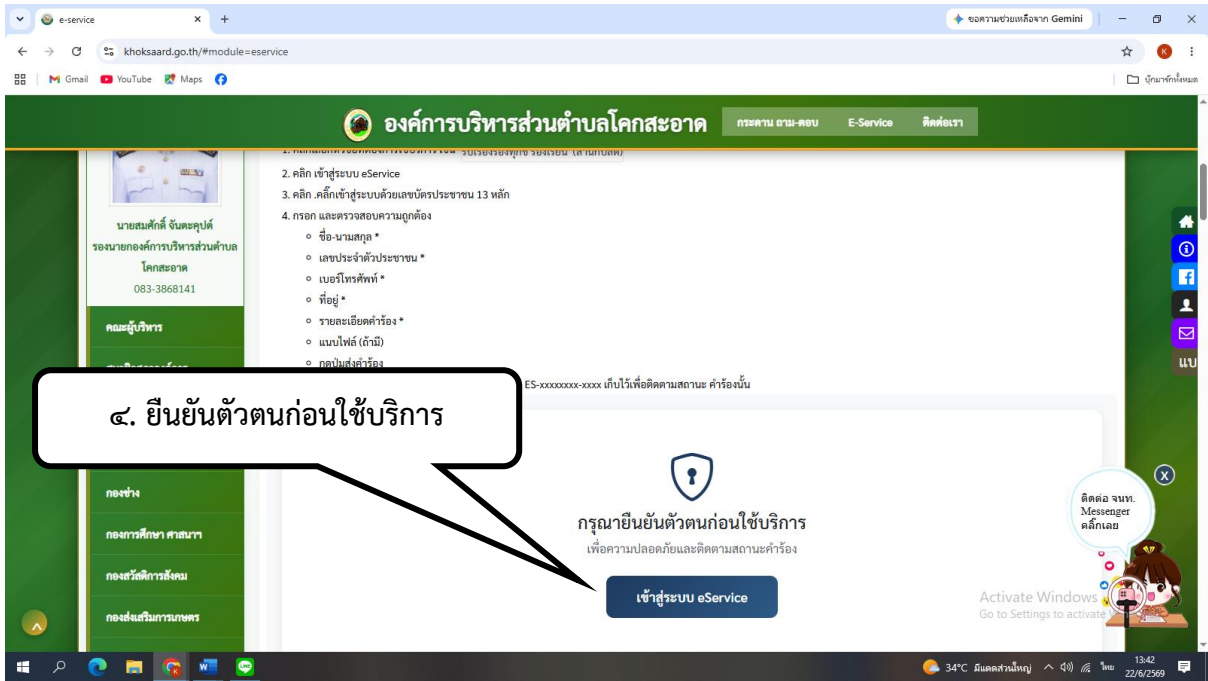 e-service
ขอความช่วยเหลือจาก Gemini
khoksaard.go.th/#module=eservice
K
Gmail
YouTube
Maps
บุ๊กมาร์กทั้งหมด
องค์การบริหารส่วนตำบลโคกสะอาด
กระดาน ถาม-ตอบ
E-Service
ติดต่อเรา
2. คลิก เข้าสู่ระบบ eService
3. คลิก .คลิ๊กเข้าสู่ระบบด้วยเลขบัตรประชาชน 13 หลัก
4. กรอก และตรวจสอบความถูกต้อง
ชื่อ-นามสกุล *
เลขประจำตัวประชาชน *
เบอร์โทรศัพท์ *
ที่อยู่ *
รายละเอียดคำร้อง *
แนบไฟล์ (ถ้ามี)
กดปุ่มส่งคำร้อง
ES-xxxxxxxx-xxxx เก็บไว้เพื่อติดตามสถานะ คำร้องนั้น
นายสมศักดิ์ จันตะคุปต์
รองนายกองค์การบริหารส่วนตำบล
โคกสะอาด
083-3868141
คณะผู้บริหาร
กองช่าง
กองการศึกษา ศาสนาฯ
กองสวัสดิการสังคม
กองส่งเสริมการเกษตร
๔. ยืนยันตัวตนก่อนใช้บริการ
กรุณายืนยันตัวตนก่อนใช้บริการ
เพื่อความปลอดภัยและติดตามสถานะคำร้อง
เข้าสู่ระบบ eService
แบ
X
ติดต่อ จนท.
Messenger
คลิ๊กเลย
Activate Windows
Go to Settings to activate
34°C มีแดดส่วนใหญ่
ไทย
13:42
22/6/2569